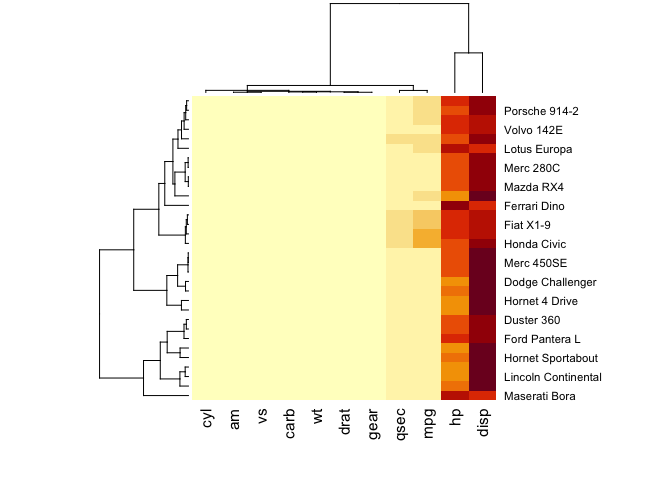 Porsche 914-2
Volvo 142E
Lotus Europa
Merc 280C
Mazda RX4
Ferrari Dino
Fiat X1-9
Honda Civic
Merc 450SE
Dodge Challenger
Hornet 4 Drive
Duster 360
Ford Pantera L
Hornet Sportabout
Lincoln Continental
Maserati Bora
cyl
am
vs
carb
wt
drat
gear
qsec
mpg
hp
disp